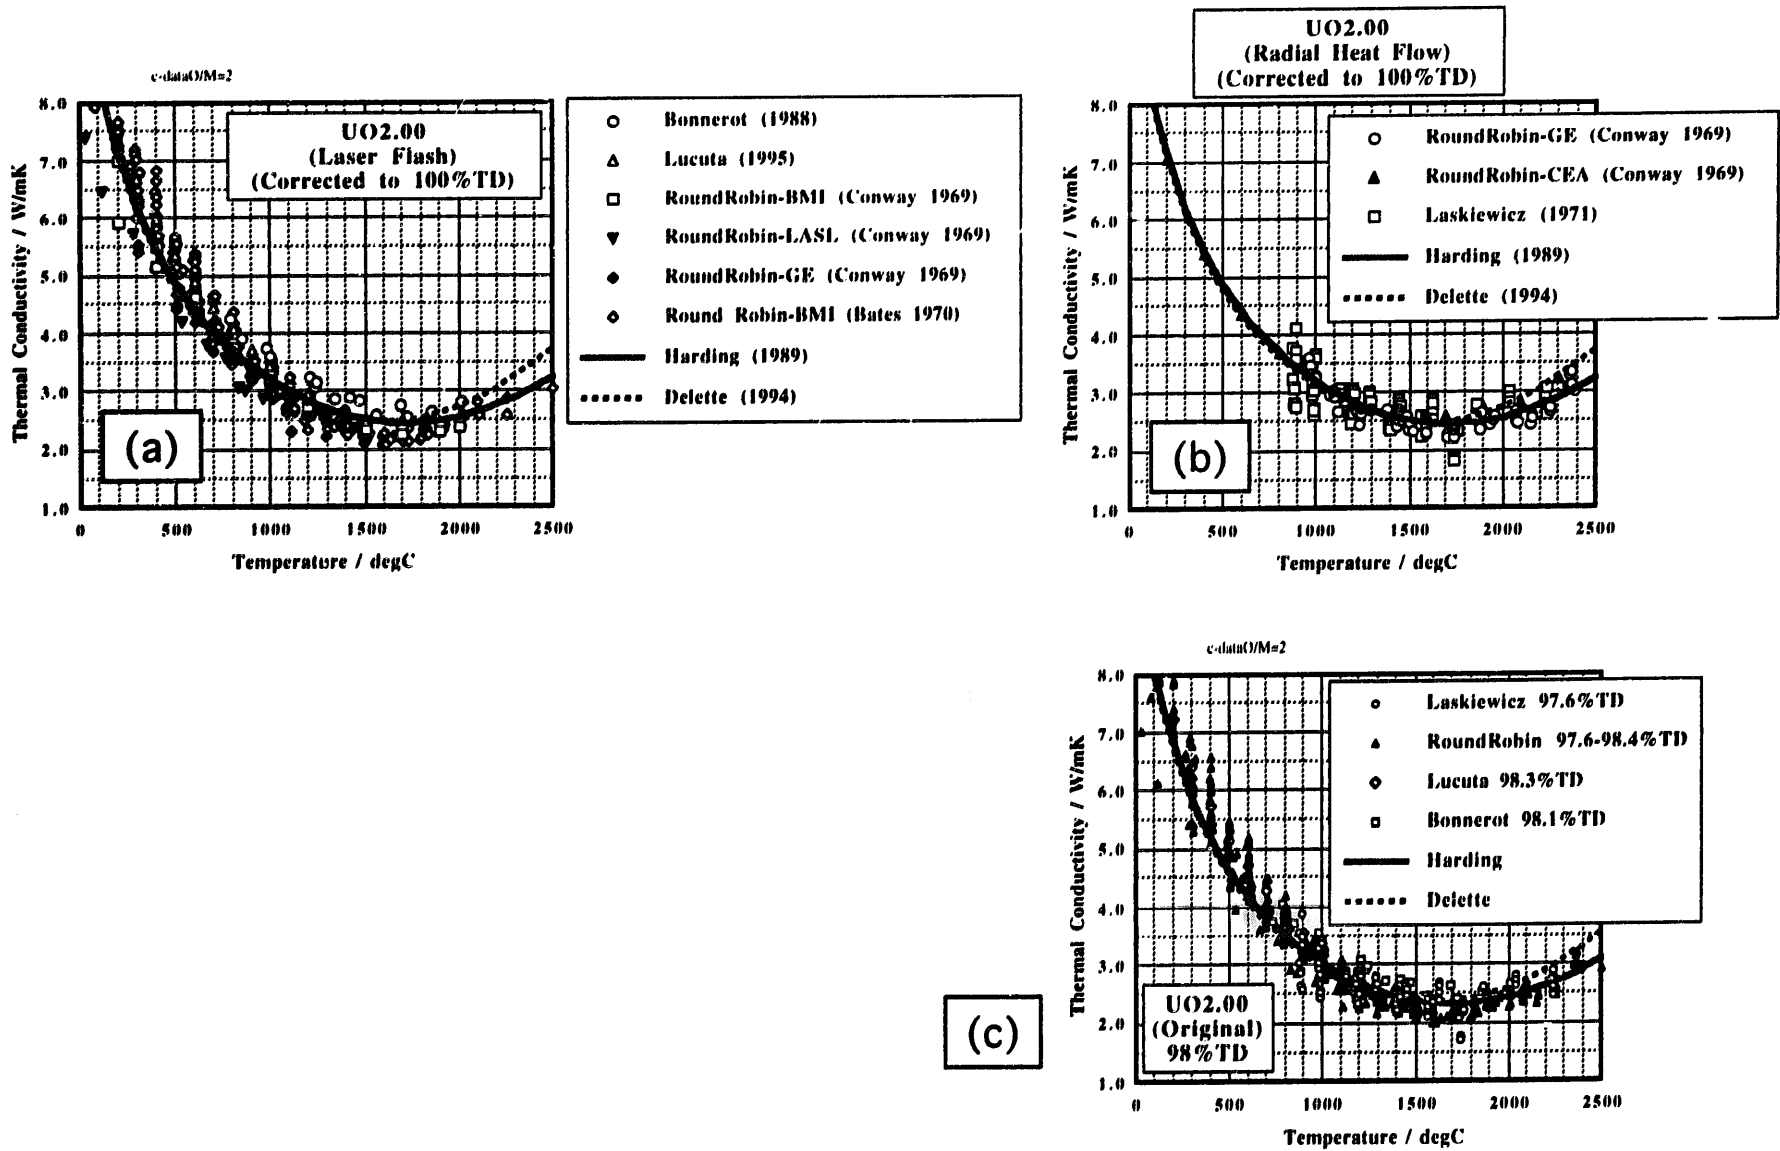 c-dataO/M=2
8.0
7.0
6.0
5.0
4.0
3.0
2.0
1.0
Thermal Conductivity / W/mK
UO2.00
(Laser Flash)
(Corrected to 100%TD)
(a)
0 500 1000 1500 2000 2500
Temperature / degC
Bonnerot (1988)
Lucuta (1995)
RoundRobin-BMI (Conway 1969)
RoundRobin-LASL (Conway 1969)
RoundRobin-GE (Conway 1969)
Round Robin-BMI (Bates 1970)
Harding (1989)
Delette (1994)
UO2.00
(Radial Heat Flow)
(Corrected to 100%TD)
8.0
7.0
6.0
5.0
4.0
3.0
2.0
1.0
Thermal Conductivity / W/mK
RoundRobin-GE (Conway 1969)
RoundRobin-CEA (Conway 1969)
Laskiewicz (1971)
Harding (1989)
Delette (1994)
(b)
0 500 1000 1500 2000 2500
Temperature / degC
c-dataO/M=2
8.0
7.0
6.0
5.0
4.0
3.0
2.0
1.0
Thermal Conductivity / W/mK
Laskiewicz 97.6%TD
RoundRobin 97.6-98.4%TD
Lucuta 98.3%TD
Bonnerot 98.1%TD
Harding
Delette
(c)
UO2.00
(Original)
98%TD
0 500 1000 1500 2000 2500
Temperature / degC